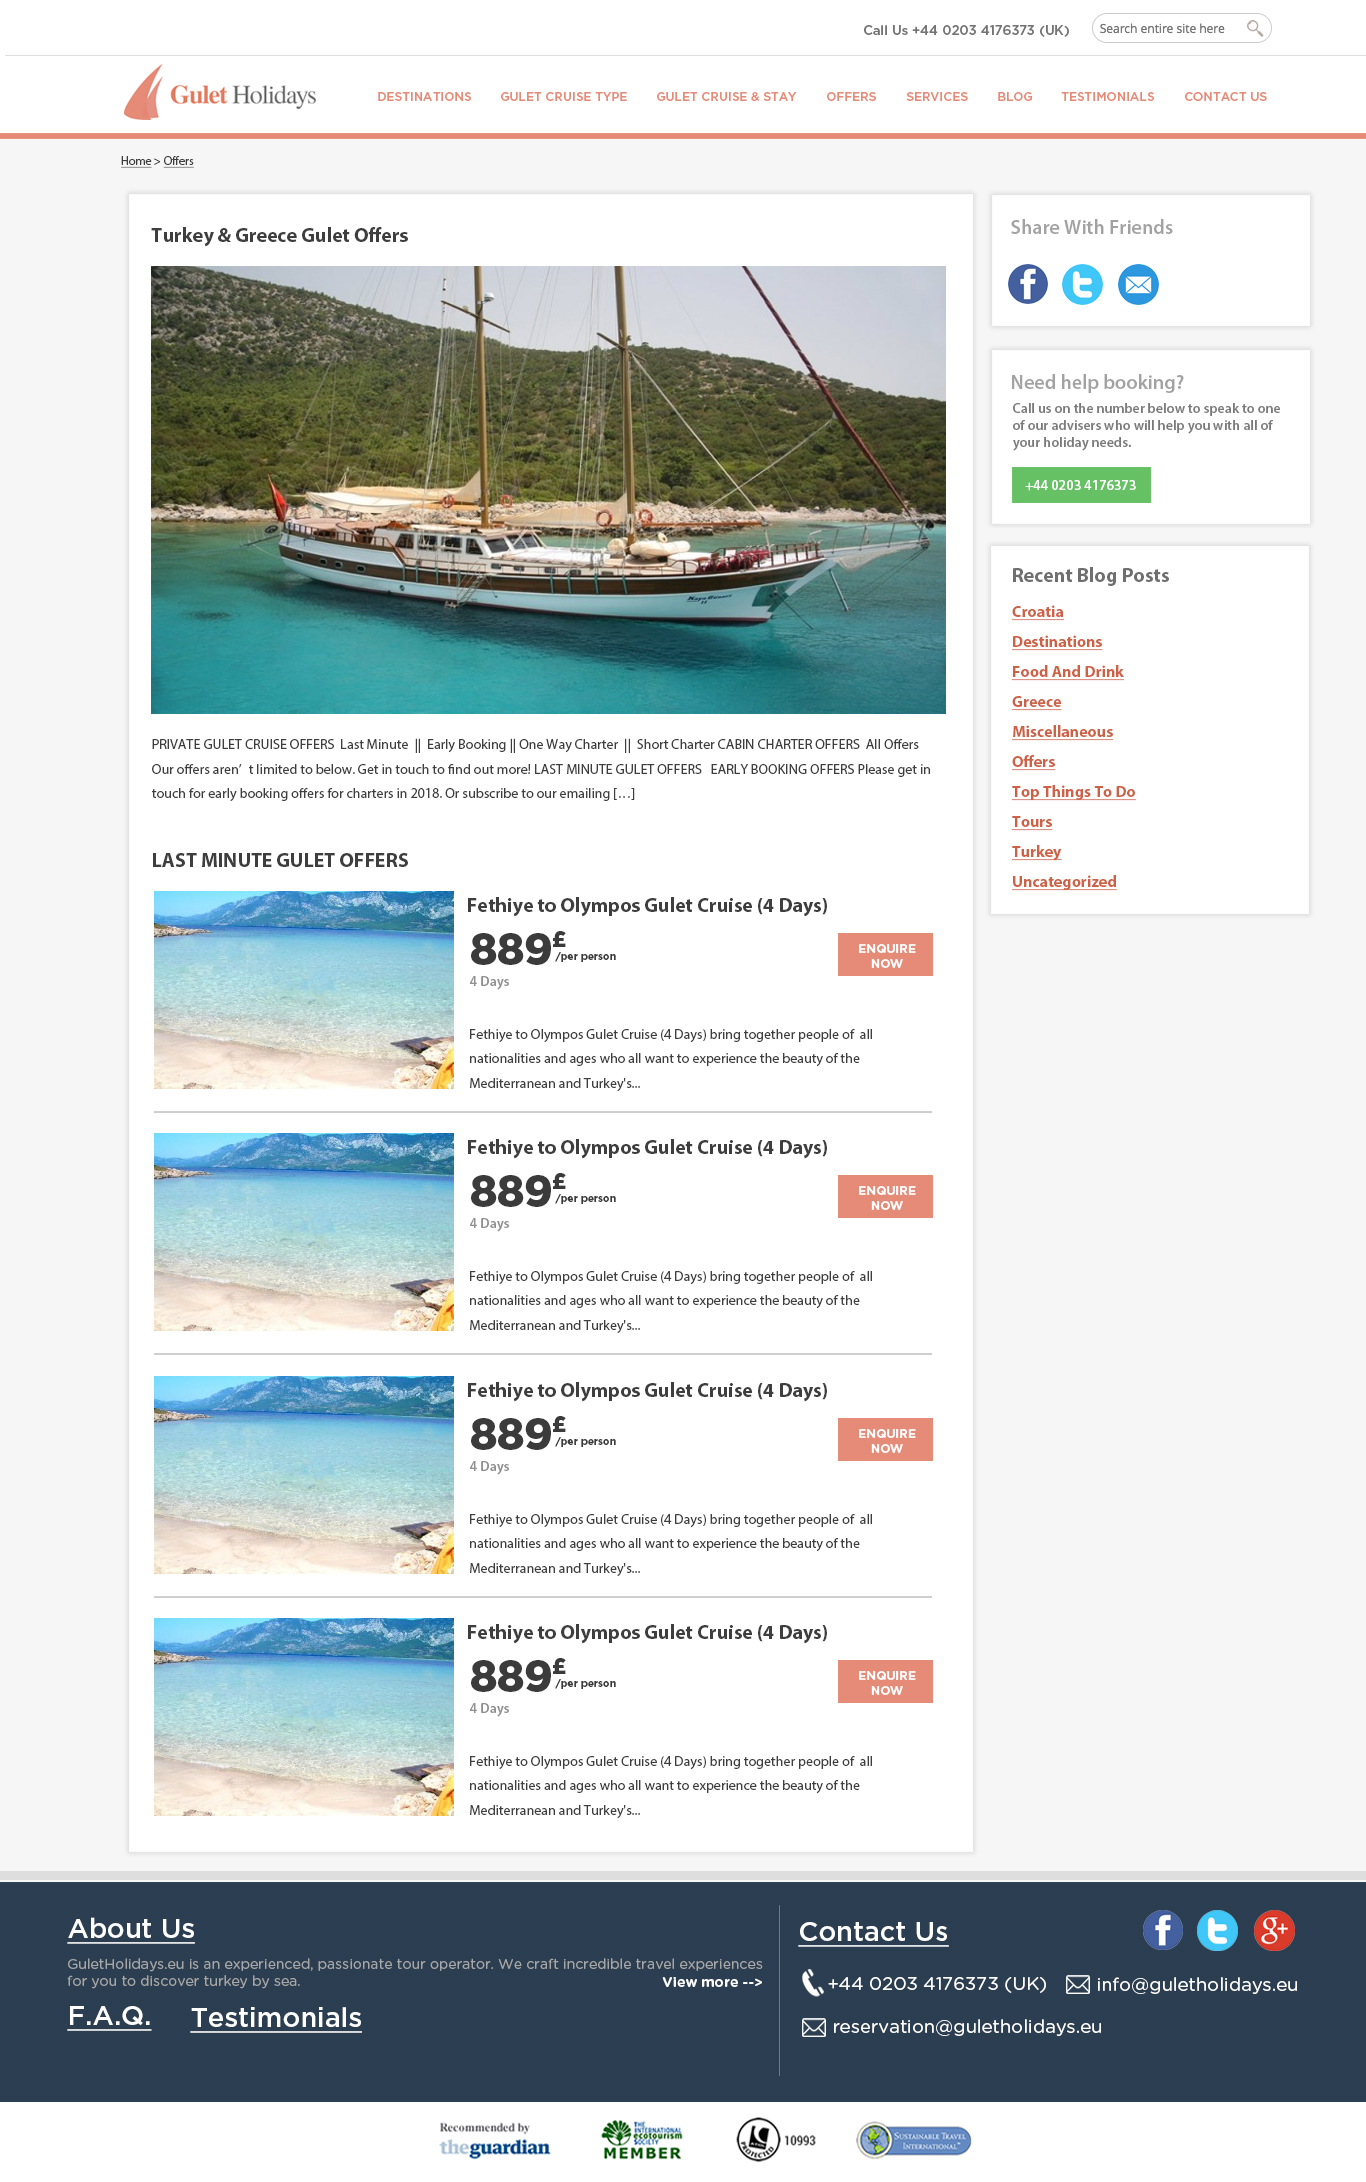 Call Us +44 0203 4176373 (UK)
Search entire site here
Gulet Holidays
DESTINATIONS GULET CRUISE TYPE GULET CRUISE & STAY OFFERS SERVICES BLOG TESTIMONIALS CONTACT US
Home > Offers
Turkey & Greece Gulet Offers
PRIVATE GULET CRUISE OFFERS Last Minute || Early Booking || One Way Charter || Short Charter CABIN CHARTER OFFERS All Offers
Our offers aren’ t limited to below. Get in touch to find out more! LAST MINUTE GULET OFFERS EARLY BOOKING OFFERS Please get in
touch for early booking offers for charters in 2018. Or subscribe to our emailing […]
LAST MINUTE GULET OFFERS
Fethiye to Olympos Gulet Cruise (4 Days)
889£
/per person
4 Days
ENQUIRE
NOW
Fethiye to Olympos Gulet Cruise (4 Days) bring together people of all
nationalities and ages who all want to experience the beauty of the
Mediterranean and Turkey's...
Fethiye to Olympos Gulet Cruise (4 Days)
889£
/per person
4 Days
ENQUIRE
NOW
Fethiye to Olympos Gulet Cruise (4 Days) bring together people of all
nationalities and ages who all want to experience the beauty of the
Mediterranean and Turkey's...
Fethiye to Olympos Gulet Cruise (4 Days)
889£
/per person
4 Days
ENQUIRE
NOW
Fethiye to Olympos Gulet Cruise (4 Days) bring together people of all
nationalities and ages who all want to experience the beauty of the
Mediterranean and Turkey's...
Fethiye to Olympos Gulet Cruise (4 Days)
889£
/per person
4 Days
ENQUIRE
NOW
Fethiye to Olympos Gulet Cruise (4 Days) bring together people of all
nationalities and ages who all want to experience the beauty of the
Mediterranean and Turkey's...
Share With Friends
Need help booking?
Call us on the number below to speak to one
of our advisers who will help you with all of
your holiday needs.
+44 0203 4176373
Recent Blog Posts
Croatia
Destinations
Food And Drink
Greece
Miscellaneous
Offers
Top Things To Do
Tours
Turkey
Uncategorized
About Us
GuletHolidays.eu is an experienced, passionate tour operator. We craft incredible travel experiences
for you to discover turkey by sea.
View more -->
F.A.Q. Testimonials
Contact Us
+44 0203 4176373 (UK)
info@guletholidays.eu
reservation@guletholidays.eu
Recommended by
theguardian
THE INTERNATIONAL
ecotourism
SOCIETY
MEMBER
PROTECTED
10993
SUSTAINABLE TRAVEL
INTERNATIONAL